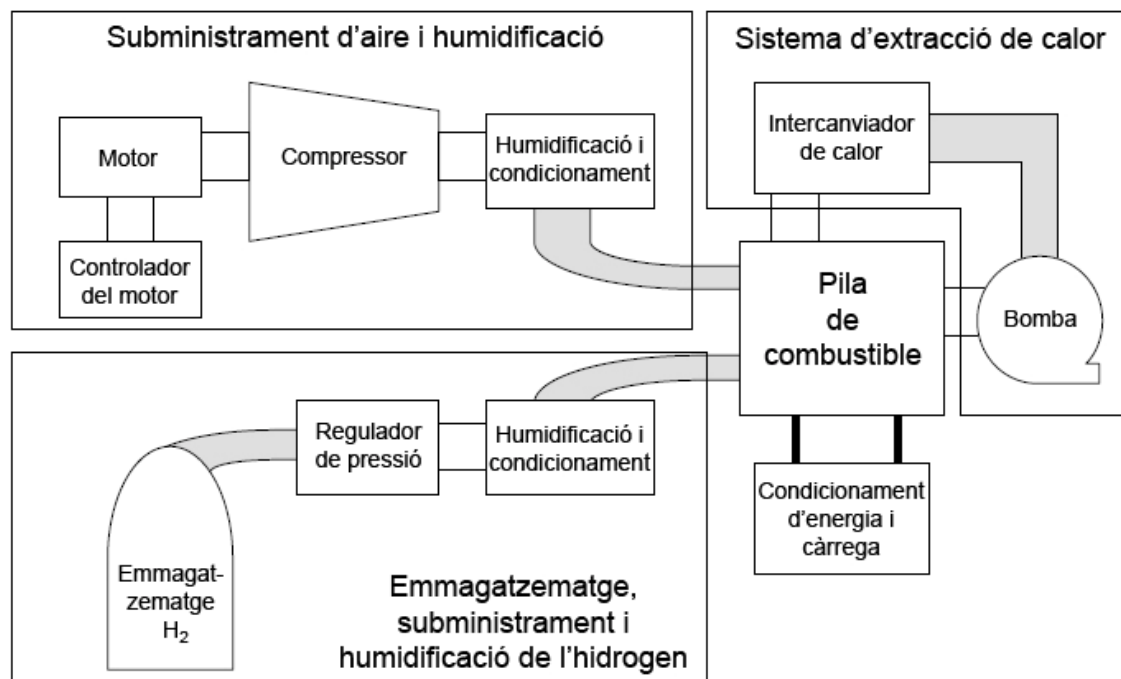 Subministrament d’aire i humidificació
Motor
Compressor
Humidificació i
condicionament
Controlador
del motor
Sistema d’extracció de calor
Intercanviador
de calor
Pila
de
combustible
Bomba
Condicionament
d’energia i
càrrega
Regulador
de pressió
Humidificació i
condicionament
Emmagat-
zematge
H₂
Emmagatzematge,
subministrament i
humidificació de l’hidrogen